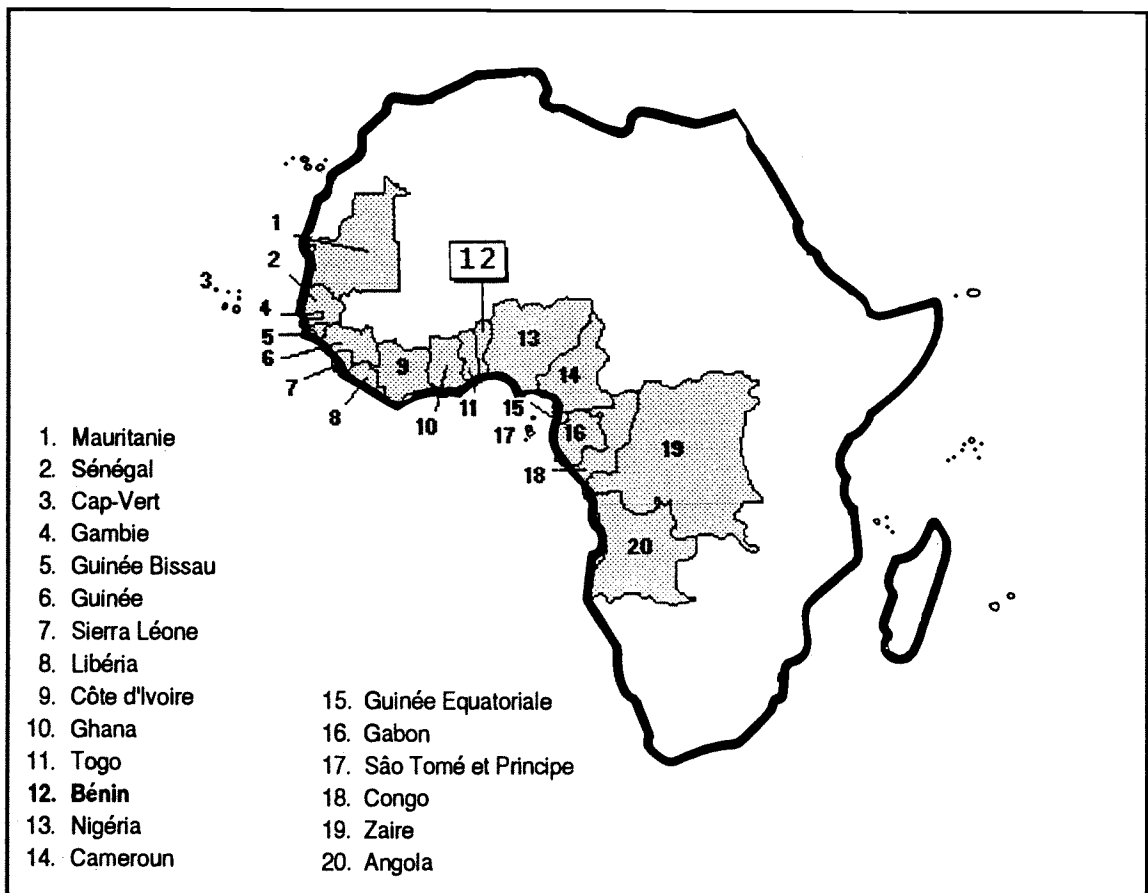 1
2
12
3
4
5
6
7
8
9
10
11
13
14
15
16
17
18
19
20
1. Mauritanie
2. Sénégal
3. Cap-Vert
4. Gambie
5. Guinée Bissau
6. Guinée
7. Sierra Léone
8. Libéria
9. Côte d'Ivoire
10. Ghana
11. Togo
12. Bénin
13. Nigéria
14. Cameroun
15. Guinée Equatoriale
16. Gabon
17. Sâo Tomé et Principe
18. Congo
19. Zaire
20. Angola